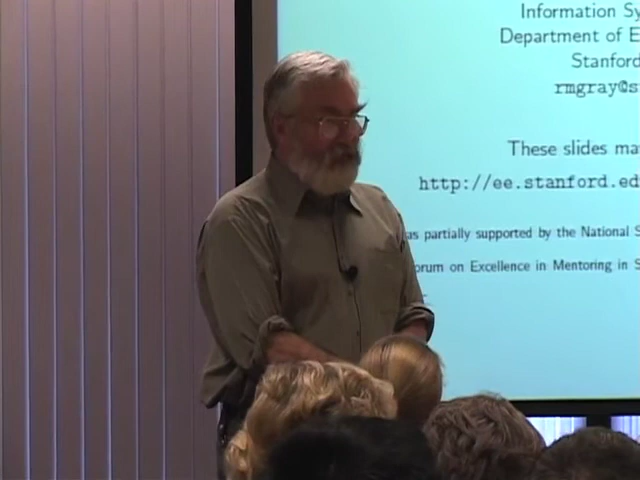 Information Sy
Department of E
Stanford
rmgray@s
These slides ma
http://ee.stanford.ed
as partially supported by the National S
orum on Excellence in Mentoring in S